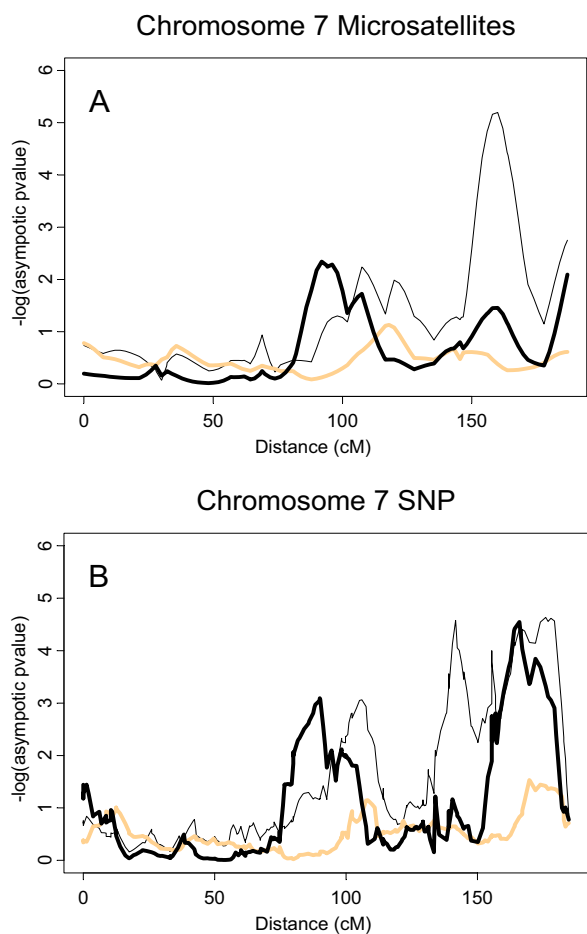 Chromosome 7 Microsatellites
A
6
5
4
3
2
1
0
-log(asympotic pvalue)
0 50 100 150
Distance (cM)
Chromosome 7 SNP
B
6
5
4
3
2
1
0
-log(asympotic pvalue)
0 50 100 150
Distance (cM)